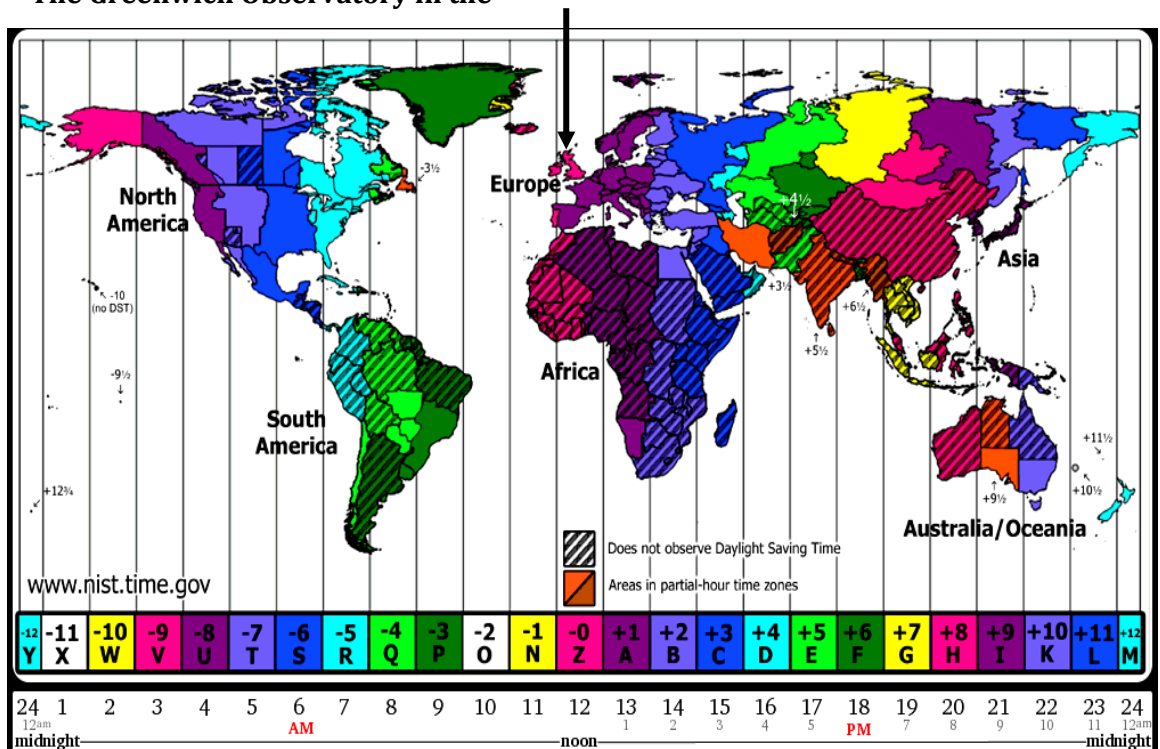 The Greenwich Observatory in the
-3½
North
America
Europe
+4½
Asia
-10
(no DST)
+3½
+6½
+5½
-9½
Africa
South
America
+11½
+12¾
+10½
+9½
Australia/Oceania
Does not observe Daylight Saving Time
Areas in partial-hour time zones
www.nist.time.gov
-12 -11 -10 -9 -8 -7 -6 -5 -4 -3 -2 -1 -0 +1 +2 +3 +4 +5 +6 +7 +8 +9 +10 +11 +12
Y X W V U T S R Q P O N Z A B C D E F G H I K L M
24 1 2 3 4 5 6 7 8 9 10 11 12 13 14 15 16 17 18 19 20 21 22 23 24
12am AM 1 2 3 4 5 PM 7 8 9 10 11 12am
midnight noon midnight